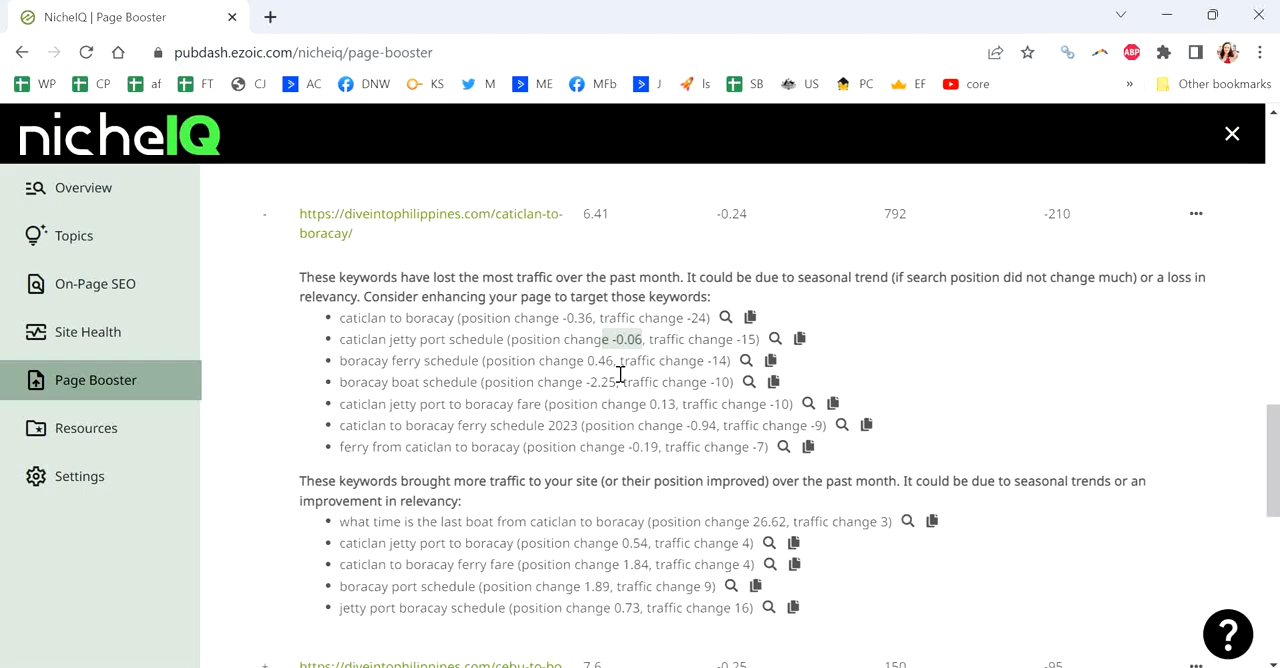 NicheIQ | Page Booster
pubdash.ezoic.com/nicheiq/page-booster
ABP
WP CP af FT CJ AC DNW KS M ME MFb J ls SB US PC EF core » Other bookmarks
nicheIQ
Overview
Topics
On-Page SEO
Site Health
Page Booster
Resources
Settings
- https://diveintophilippines.com/caticlan-to- 6.41 -0.24 792 -210
boracay/
These keywords have lost the most traffic over the past month. It could be due to seasonal trend (if search position did not change much) or a loss in
relevancy. Consider enhancing your page to target those keywords:
• caticlan to boracay (position change -0.36, traffic change -24)
• caticlan jetty port schedule (position change -0.06, traffic change -15)
• boracay ferry schedule (position change 0.46, traffic change -14)
• boracay boat schedule (position change -2.25, traffic change -10)
• caticlan jetty port to boracay fare (position change 0.13, traffic change -10)
• caticlan to boracay ferry schedule 2023 (position change -0.94, traffic change -9)
• ferry from caticlan to boracay (position change -0.19, traffic change -7)
These keywords brought more traffic to your site (or their position improved) over the past month. It could be due to seasonal trends or an
improvement in relevancy:
• what time is the last boat from caticlan to boracay (position change 26.62, traffic change 3)
• caticlan jetty port to boracay (position change 0.54, traffic change 4)
• caticlan to boracay ferry fare (position change 1.84, traffic change 4)
• boracay port schedule (position change 1.89, traffic change 9)
• jetty port boracay schedule (position change 0.73, traffic change 16)
+ https://diveintophilippines.com/cebu-to-bo 7.6 -0.25 150 -95
?